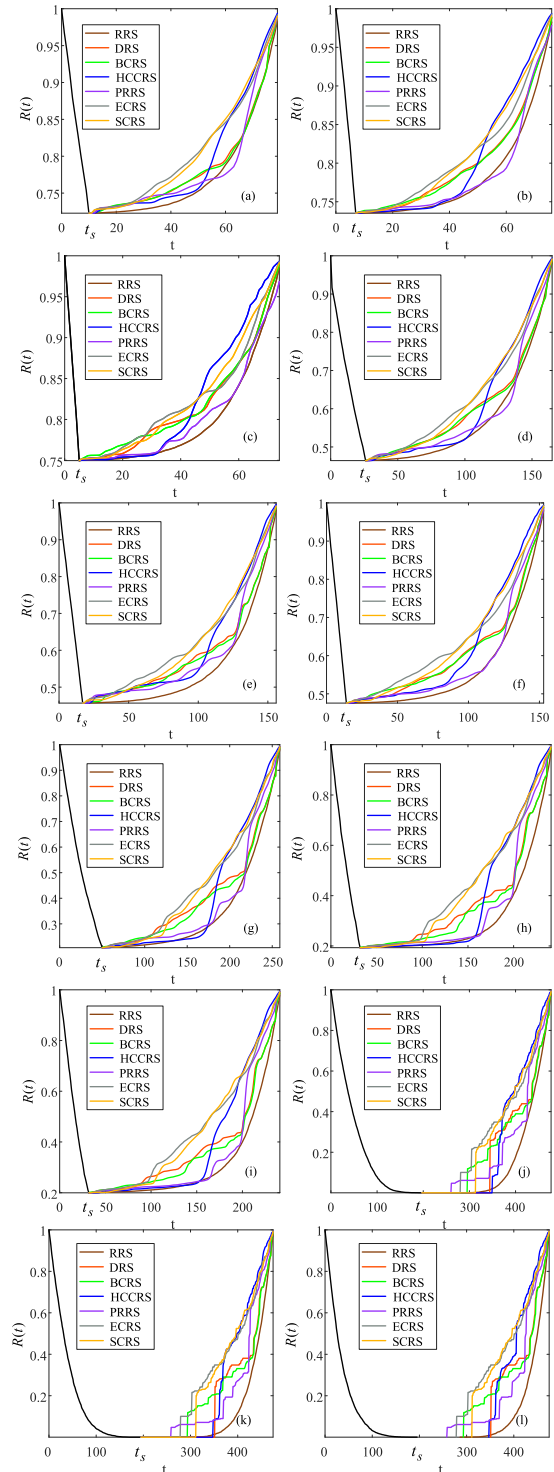 1
0.95
0.9
0.85
0.8
0.75
R(t)
RRS
DRS
BCRS
HCCRS
PRRS
ECRS
SCRS
(a)
0 20 40 60
t_s
t
1
0.95
0.9
0.85
0.8
0.75
R(t)
RRS
DRS
BCRS
HCCRS
PRRS
ECRS
SCRS
(b)
0 20 40 60
t_s
t
1
0.95
0.9
0.85
0.8
0.75
R(t)
RRS
DRS
BCRS
HCCRS
PRRS
ECRS
SCRS
(c)
0 20 40 60
t_s
t
1
0.9
0.8
0.7
0.6
0.5
R(t)
RRS
DRS
BCRS
HCCRS
PRRS
ECRS
SCRS
(d)
0 50 100 150
t_s
t
1
0.9
0.8
0.7
0.6
0.5
R(t)
RRS
DRS
BCRS
HCCRS
PRRS
ECRS
SCRS
(e)
0 50 100 150
t_s
t
1
0.9
0.8
0.7
0.6
0.5
R(t)
RRS
DRS
BCRS
HCCRS
PRRS
ECRS
SCRS
(f)
0 50 100 150
t_s
t
1
0.9
0.8
0.7
0.6
0.5
0.4
0.3
R(t)
RRS
DRS
BCRS
HCCRS
PRRS
ECRS
SCRS
(g)
0 50 100 150 200 250
t_s
t
1
0.8
0.6
0.4
0.2
R(t)
RRS
DRS
BCRS
HCCRS
PRRS
ECRS
SCRS
(h)
50 100 150 200
t_s
t
1
0.8
0.6
0.4
0.2
R(t)
RRS
DRS
BCRS
HCCRS
PRRS
ECRS
SCRS
(i)
0 50 100 150 200
t_s
t
1
0.8
0.6
0.4
0.2
R(t)
RRS
DRS
BCRS
HCCRS
PRRS
ECRS
SCRS
(j)
0 100 200 300 400
t_s
t
1
0.8
0.6
0.4
0.2
R(t)
RRS
DRS
BCRS
HCCRS
PRRS
ECRS
SCRS
(k)
0 100 200 300 400
t_s
t
1
0.8
0.6
0.4
0.2
R(t)
RRS
DRS
BCRS
HCCRS
PRRS
ECRS
SCRS
(l)
0 100 200 300 400
t_s
t